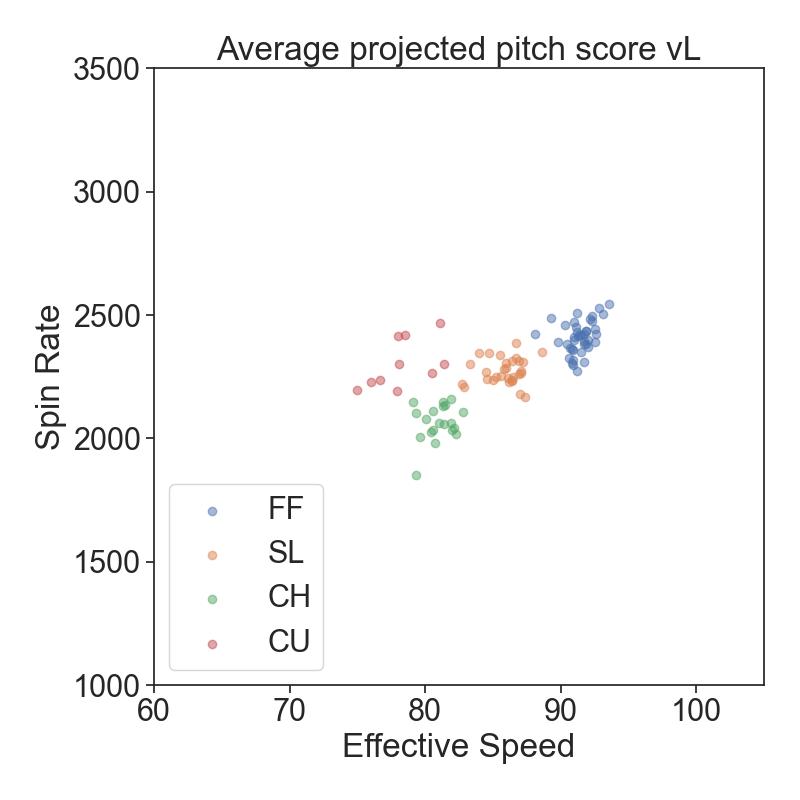 Average projected pitch score vL
3500
3000
2500
2000
1500
1000
Spin Rate
FF
SL
CH
CU
60 70 80 90 100
Effective Speed